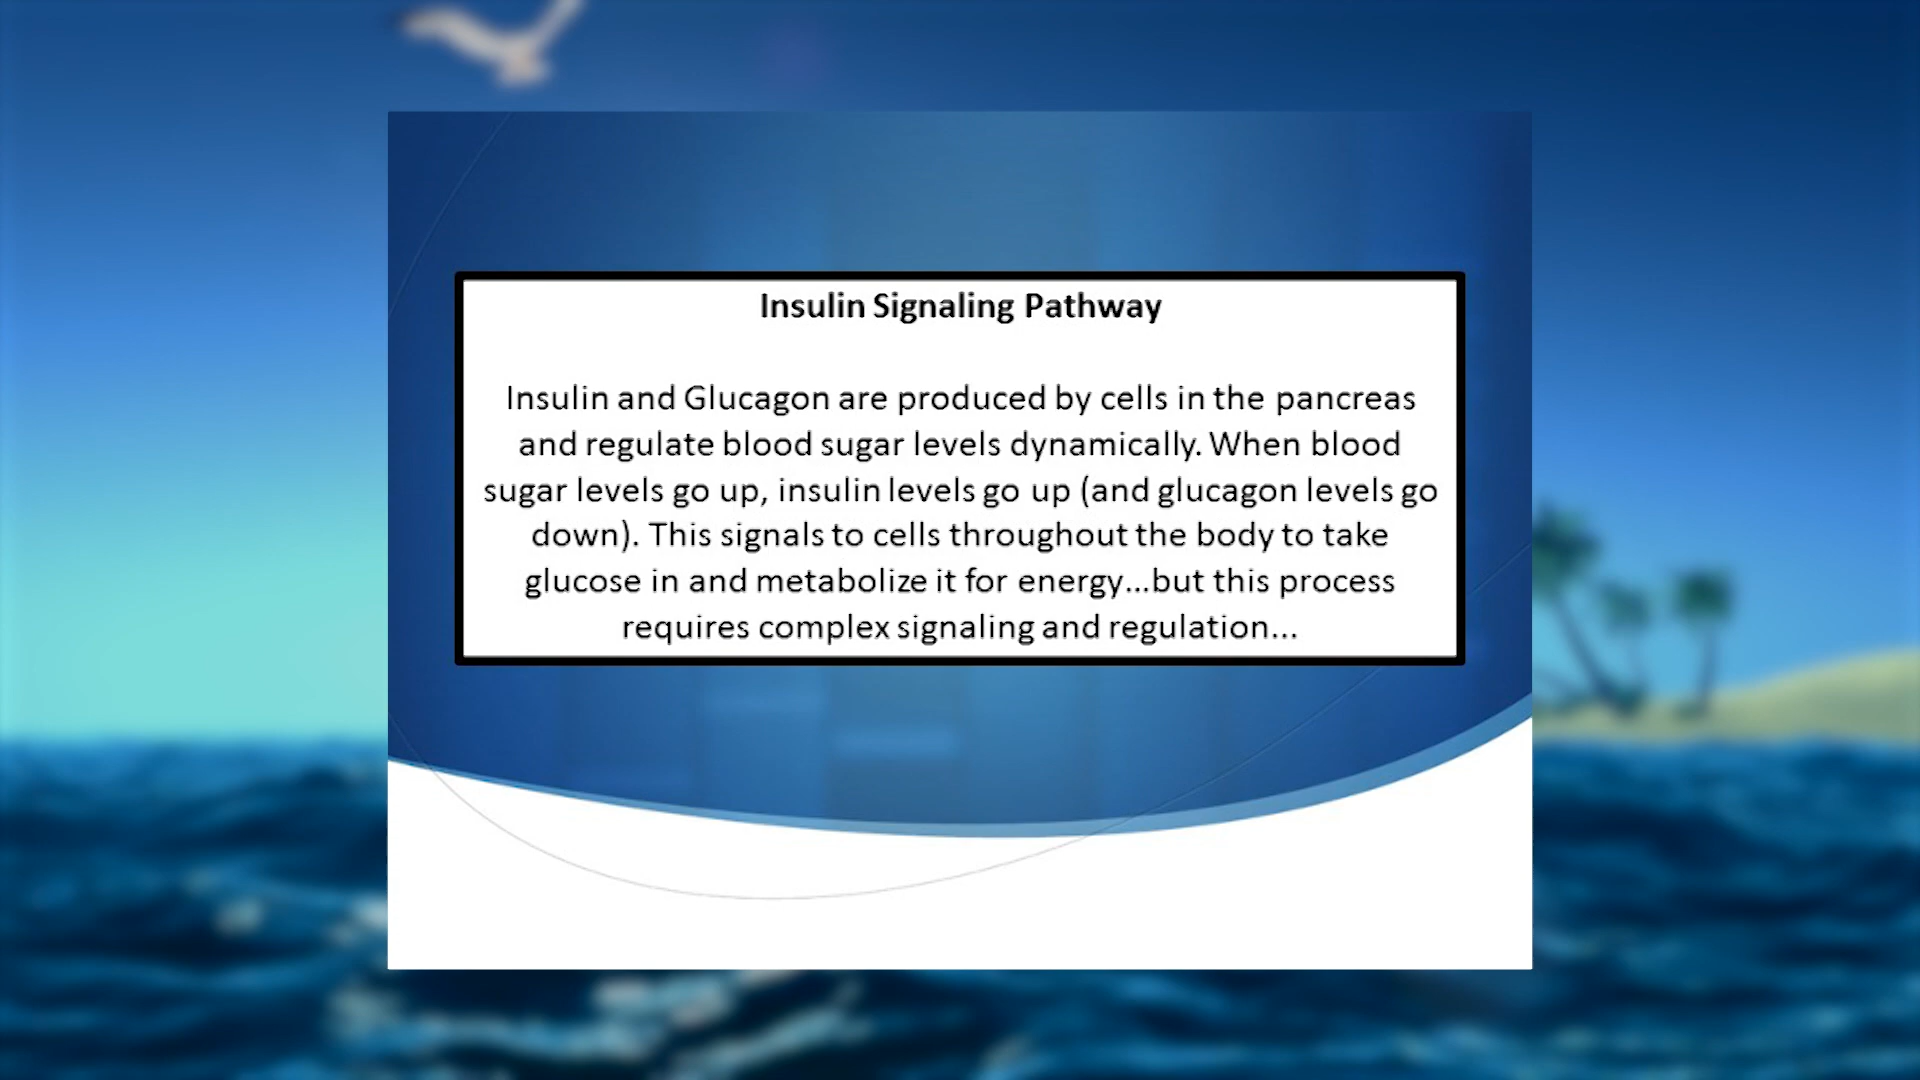 Insulin Signaling Pathway
Insulin and Glucagon are produced by cells in the pancreas
and regulate blood sugar levels dynamically. When blood
sugar levels go up, insulin levels go up (and glucagon levels go
down). This signals to cells throughout the body to take
glucose in and metabolize it for energy...but this process
requires complex signaling and regulation...